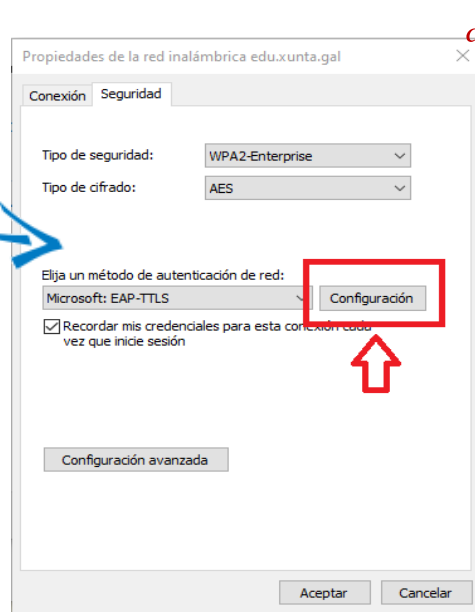 Propiedades de la red inalámbrica edu.xunta.gal
Conexión Seguridad
Tipo de seguridad: WPA2-Enterprise
Tipo de cifrado: AES
Elija un método de autenticación de red:
Microsoft: EAP-TTLS Configuración
Recordar mis credenciales para esta conexión cada
vez que inicie sesión
Configuración avanzada
Aceptar Cancelar